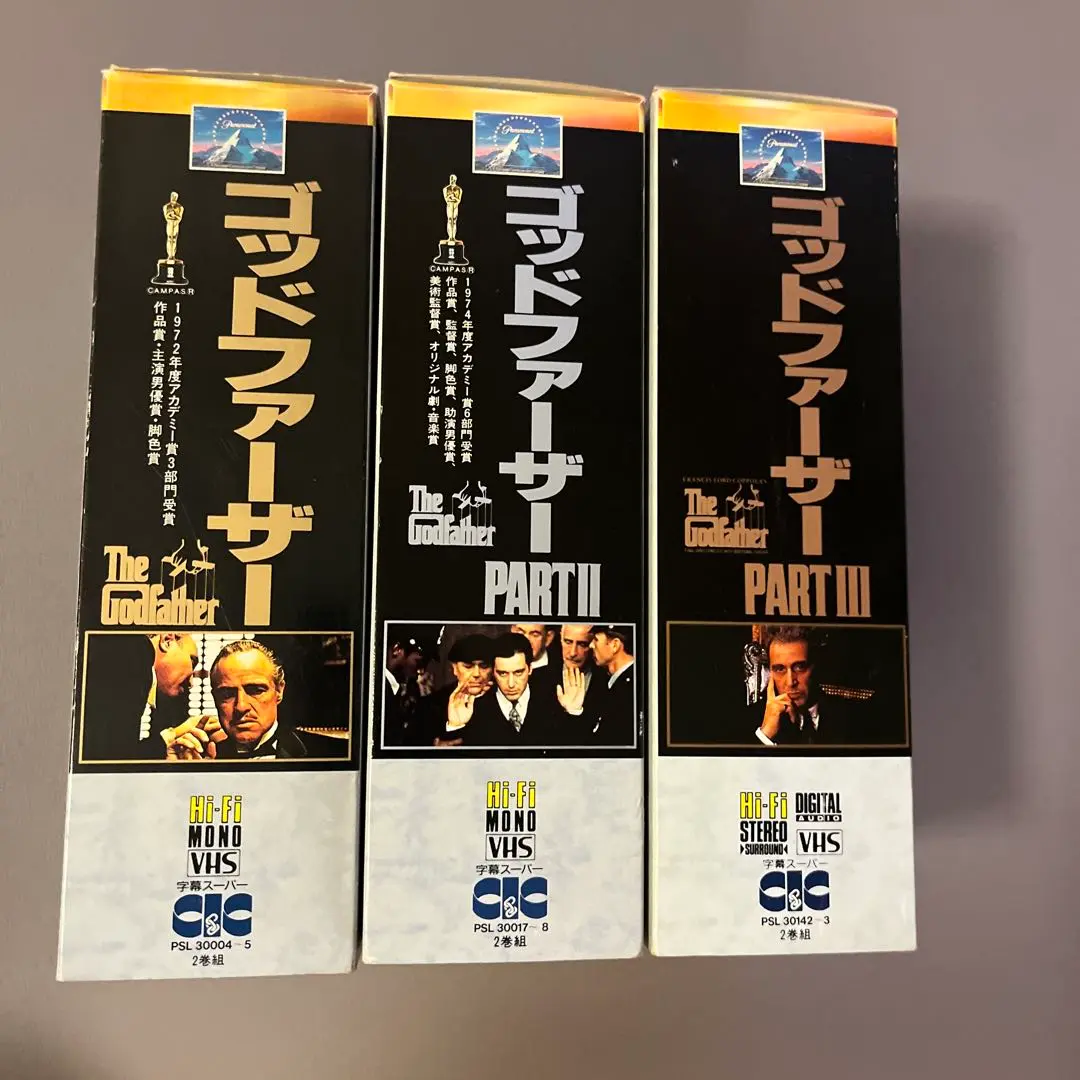 Paramount
ゴッドファーザー
CAMPAS.R
1972年度アカデミー賞3部門受賞
作品賞・主演男優賞・脚色賞
The
Godfather
Hi-Fi
MONO
VHS
字幕スーパー
CIC
PSL 30004~5
2巻組
Paramount
ゴッドファーザー
CAMPAS.R
1974年度アカデミー賞6部門受賞
作品賞、監督賞、脚色賞、助演男優賞、
美術監督賞、オリジナル劇・音楽賞
The
Godfather
PART II
Hi-Fi
MONO
VHS
字幕スーパー
CIC
PSL 30017~8
2巻組
Paramount
ゴッドファーザー
The
Godfather
PART III
Hi-Fi
STEREO
SURROUND
DIGITAL
AUDIO
VHS
字幕スーパー
CIC
PSL 30142~3
2巻組